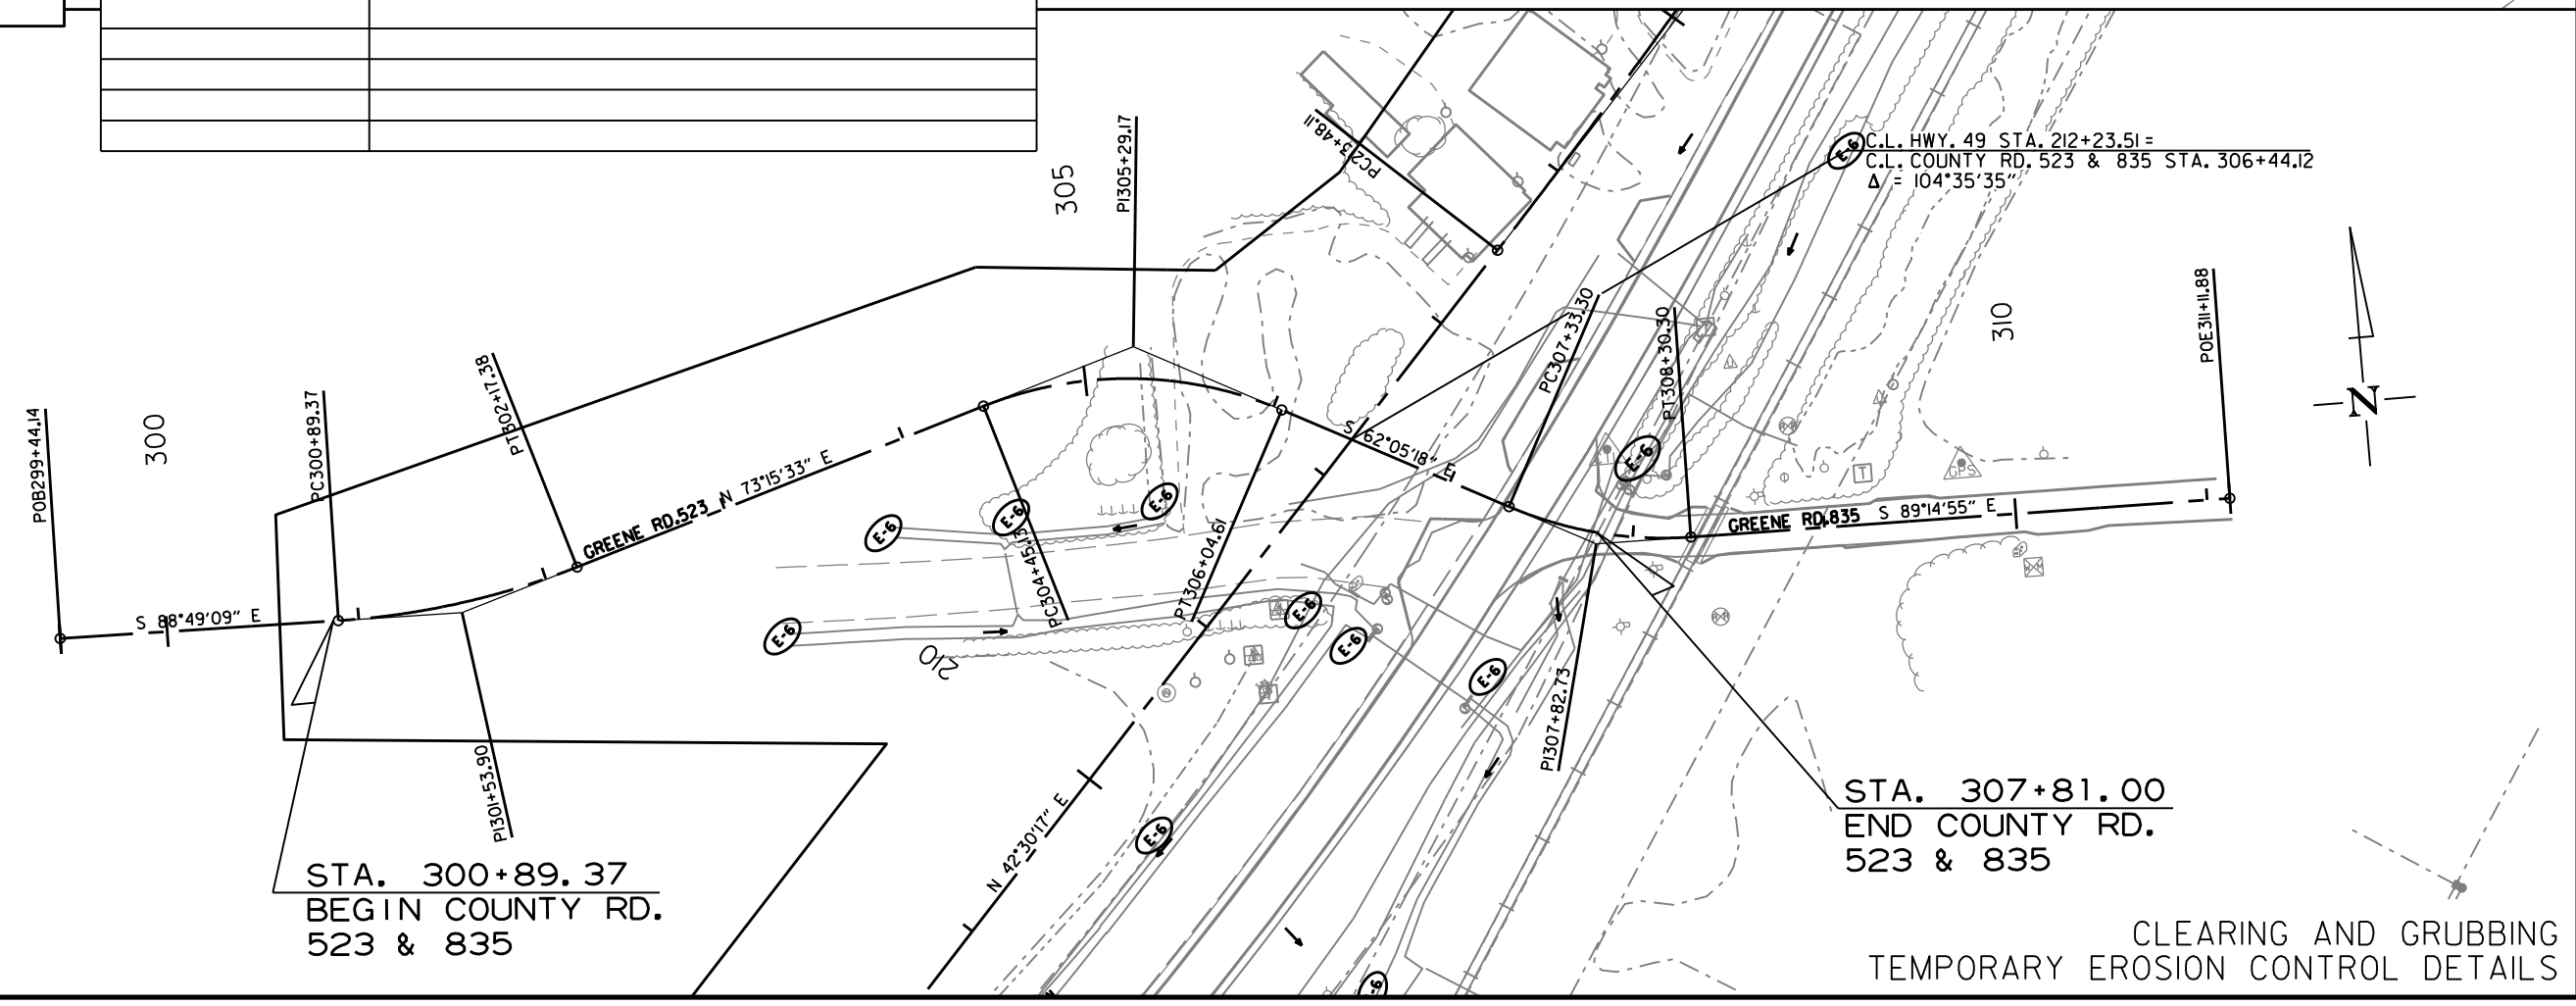 C.L. HWY. 49 STA. 212+23.51 =
C.L. COUNTY RD. 523 & 835 STA. 306+44.12
Δ = 104°35'35"
PC213+48.11
305
PI305+29.17
300
310
210
POB299+44.14
PC300+89.37
PT302+17.38
PC307+33.30
PT308+30.30
POE311+11.88
S 88°49'09" E
GREENE RD.523 N 73°15'33" E
S 62°05'18" E
GREENE RD.835 S 89°14'55" E
PC304+45.13
PT306+04.61
PI307+82.73
PI301+53.90
N 42°30'17" E
E-6
E-6
E-6
E-6
E-6
E-6
E-6
E-6
E-6
E-6
E-6
GPS
T
N
STA. 300+89.37
BEGIN COUNTY RD.
523 & 835
STA. 307+81.00
END COUNTY RD.
523 & 835
CLEARING AND GRUBBING
TEMPORARY EROSION CONTROL DETAILS